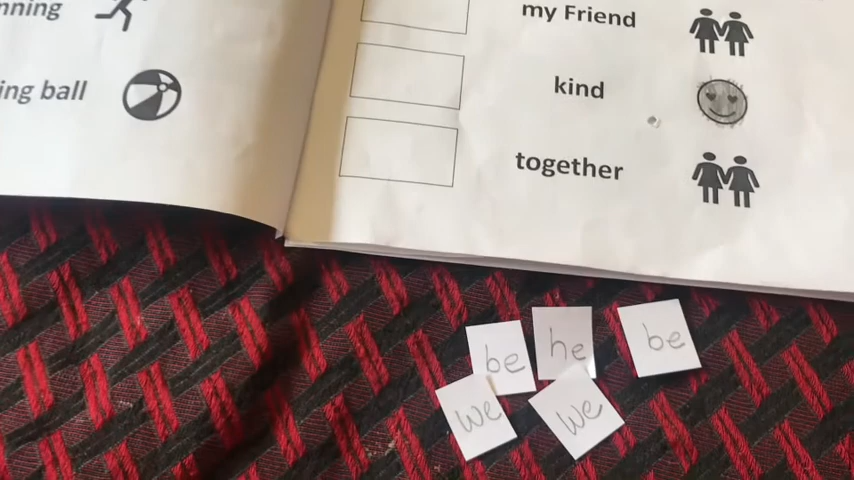 nning
ing ball
my Friend
kind
together
be he be
we we